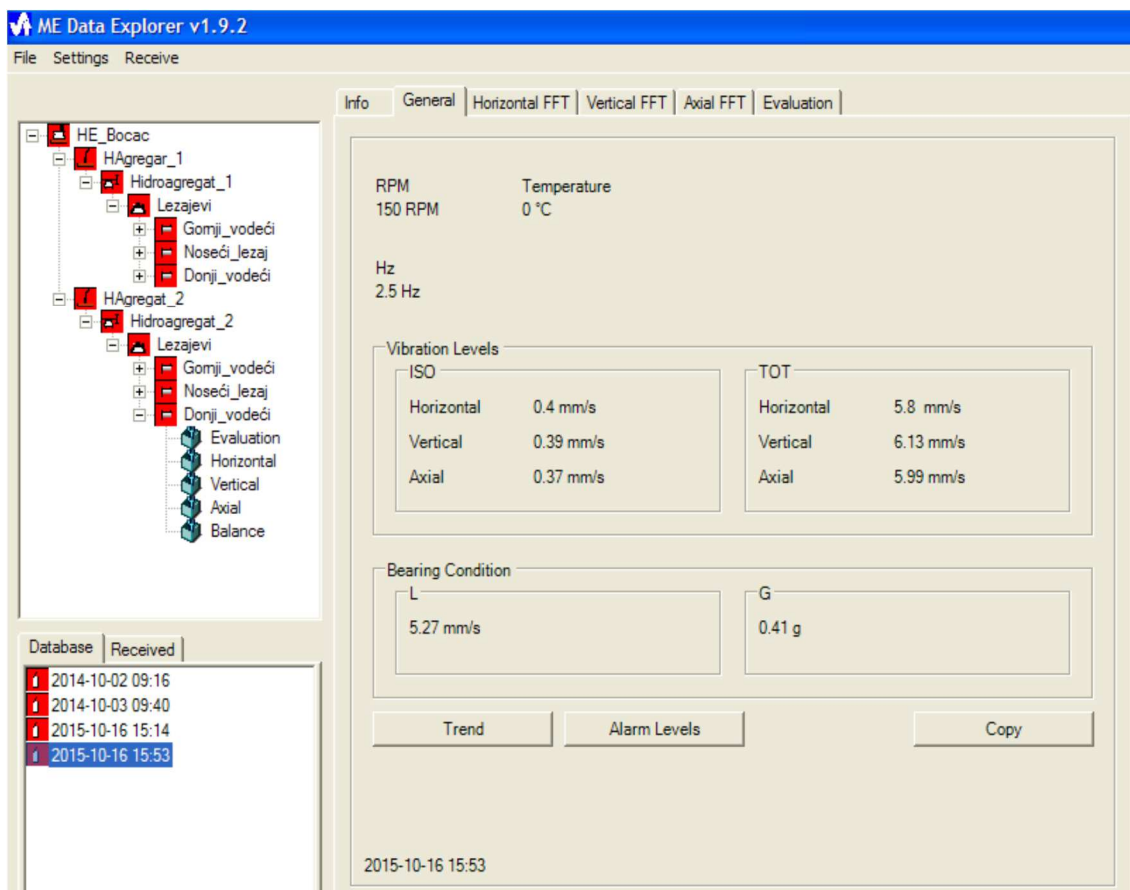 ME Data Explorer v1.9.2
File Settings Receive
Info General Horizontal FFT Vertical FFT Axial FFT Evaluation
HE_Bocac
HAgregar_1
Hidroagregat_1
Lezajevi
Gornji_vodeći
Noseći_lezaj
Donji_vodeći
HAgregat_2
Hidroagregat_2
Lezajevi
Gornji_vodeći
Noseći_lezaj
Donji_vodeći
Evaluation
Horizontal
Vertical
Axial
Balance
Database Received
2014-10-02 09:16
2014-10-03 09:40
2015-10-16 15:14
2015-10-16 15:53
RPM Temperature
150 RPM 0 °C
Hz
2.5 Hz
Vibration Levels
ISO
Horizontal 0.4 mm/s
Vertical 0.39 mm/s
Axial 0.37 mm/s
TOT
Horizontal 5.8 mm/s
Vertical 6.13 mm/s
Axial 5.99 mm/s
Bearing Condition
L
5.27 mm/s
G
0.41 g
Trend Alarm Levels Copy
2015-10-16 15:53